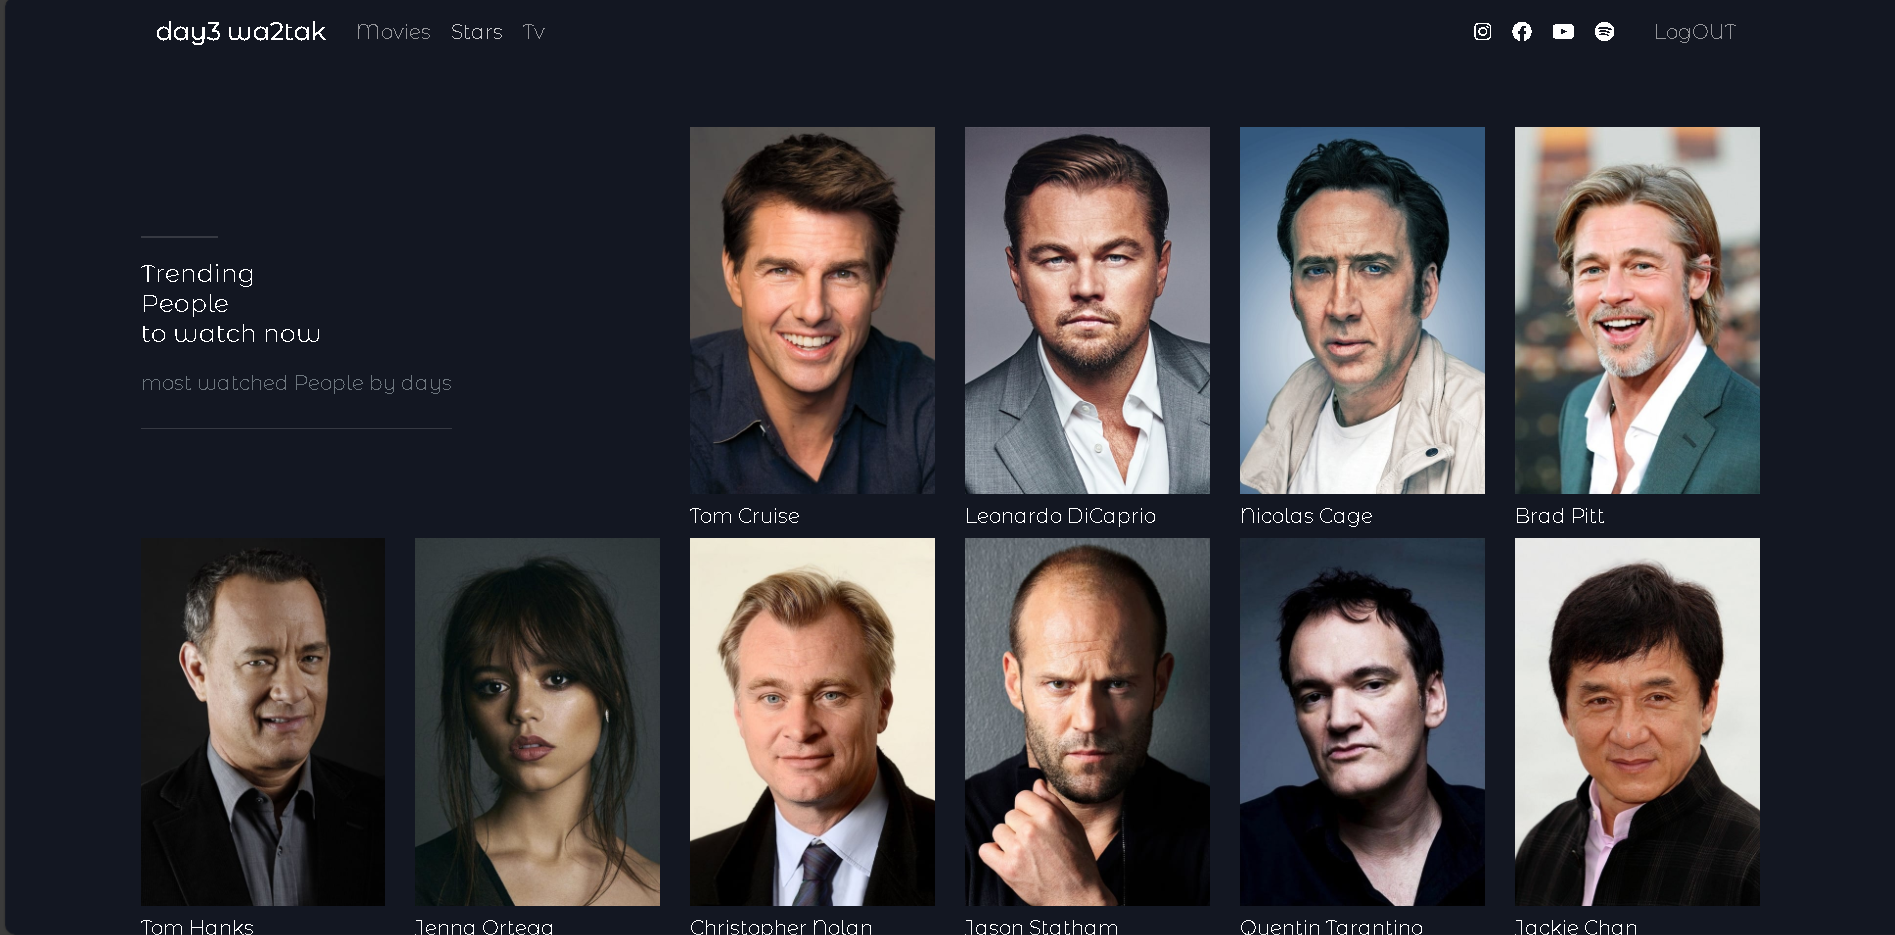 day3 wa2tak Movies Stars Tv LogOUT
Trending
People
to watch now
most watched People by days
Tom Cruise Leonardo DiCaprio Nicolas Cage Brad Pitt
Tom Hanks Jenna Ortega Christopher Nolan Jason Statham Quentin Tarantino Jackie Chan